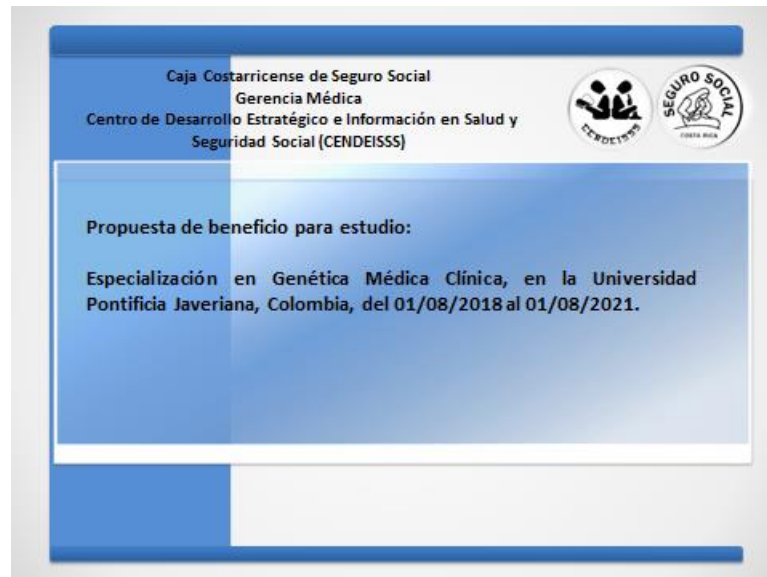 Caja Costarricense de Seguro Social
Gerencia Médica
Centro de Desarrollo Estratégico e Información en Salud y
Seguridad Social (CENDEISSS)
CENDEISSS
SEGURO SOCIAL
COSTA RICA
Propuesta de beneficio para estudio:
Especialización en Genética Médica Clínica, en la Universidad
Pontificia Javeriana, Colombia, del 01/08/2018 al 01/08/2021.